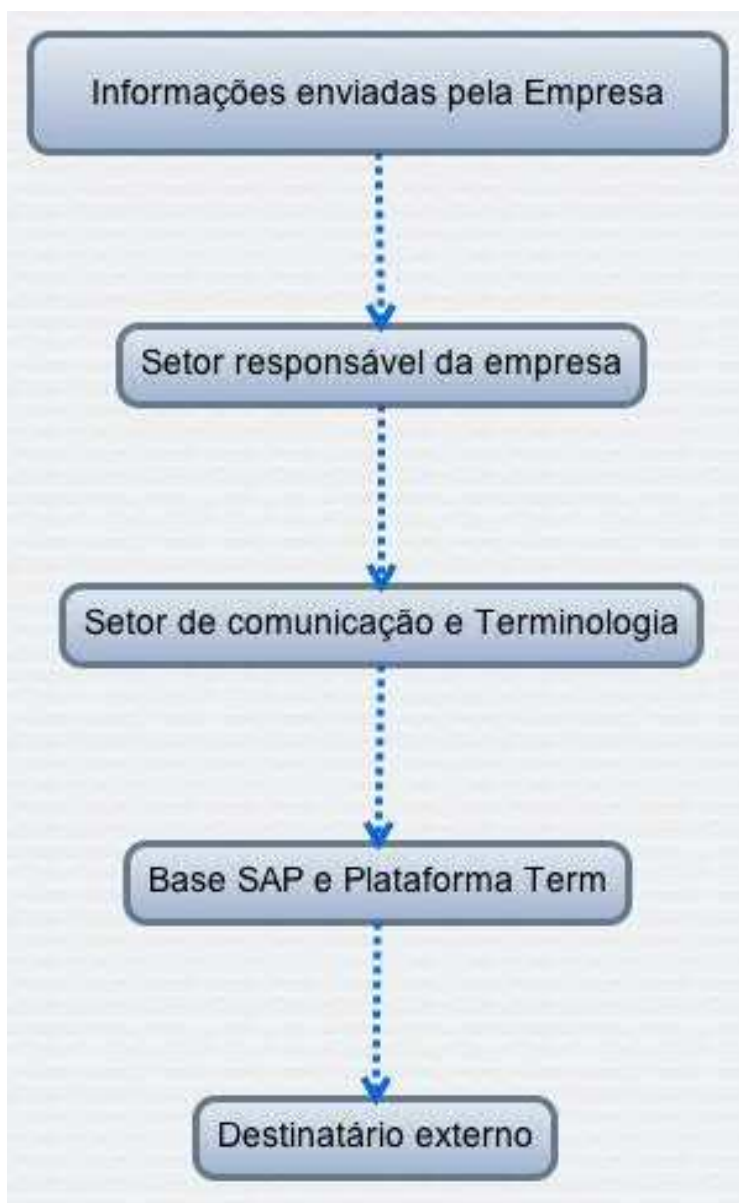 Informações enviadas pela Empresa
Setor responsável da empresa
Setor de comunicação e Terminologia
Base SAP e Plataforma Term
Destinatário externo